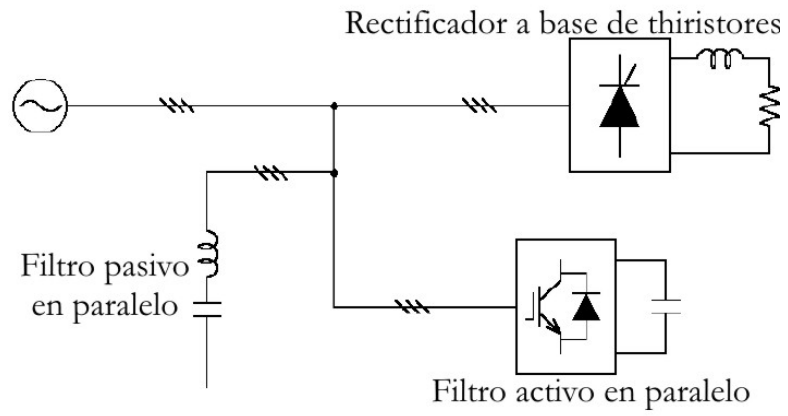 Rectificador a base de thiristores
Filtro pasivo
en paralelo
Filtro activo en paralelo